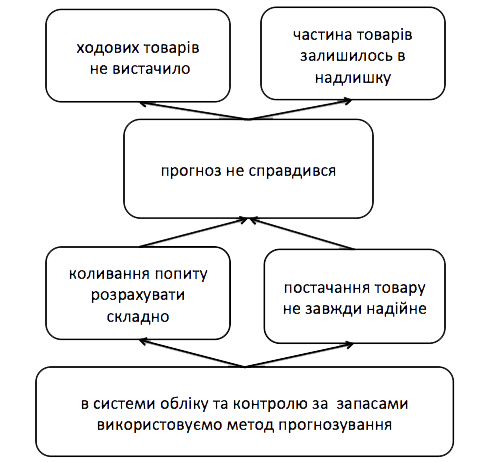 ходових товарів
не вистачило
частина товарів
залишилось в
надлишку
прогноз не справдився
коливання попиту
розрахувати
складно
постачання товару
не завжди надійне
в системи обліку та контролю за запасами
використовуємо метод прогнозування